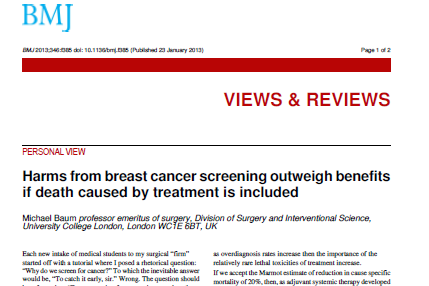 BMJ
BMJ 2013;346:f385 doi: 10.1136/bmj.f385 (Published 23 January 2013)
Page 1 of 2
VIEWS & REVIEWS
PERSONAL VIEW
Harms from breast cancer screening outweigh benefits
if death caused by treatment is included
Michael Baum professor emeritus of surgery, Division of Surgery and Interventional Science,
University College London, London WC1E 6BT, UK
Each new intake of medical students to my surgical “firm”
started off with a tutorial where I posed a rhetorical question:
“Why do we screen for cancer?” To which the inevitable answer
would be, “To catch it early, sir.” Wrong. The question should
as overdiagnosis rates increase then the importance of the
relatively rare lethal toxicities of treatment increase.
If we accept the Marmot estimate of reduction in cause specific
mortality of 20%, then, as adjuvant systemic therapy developed